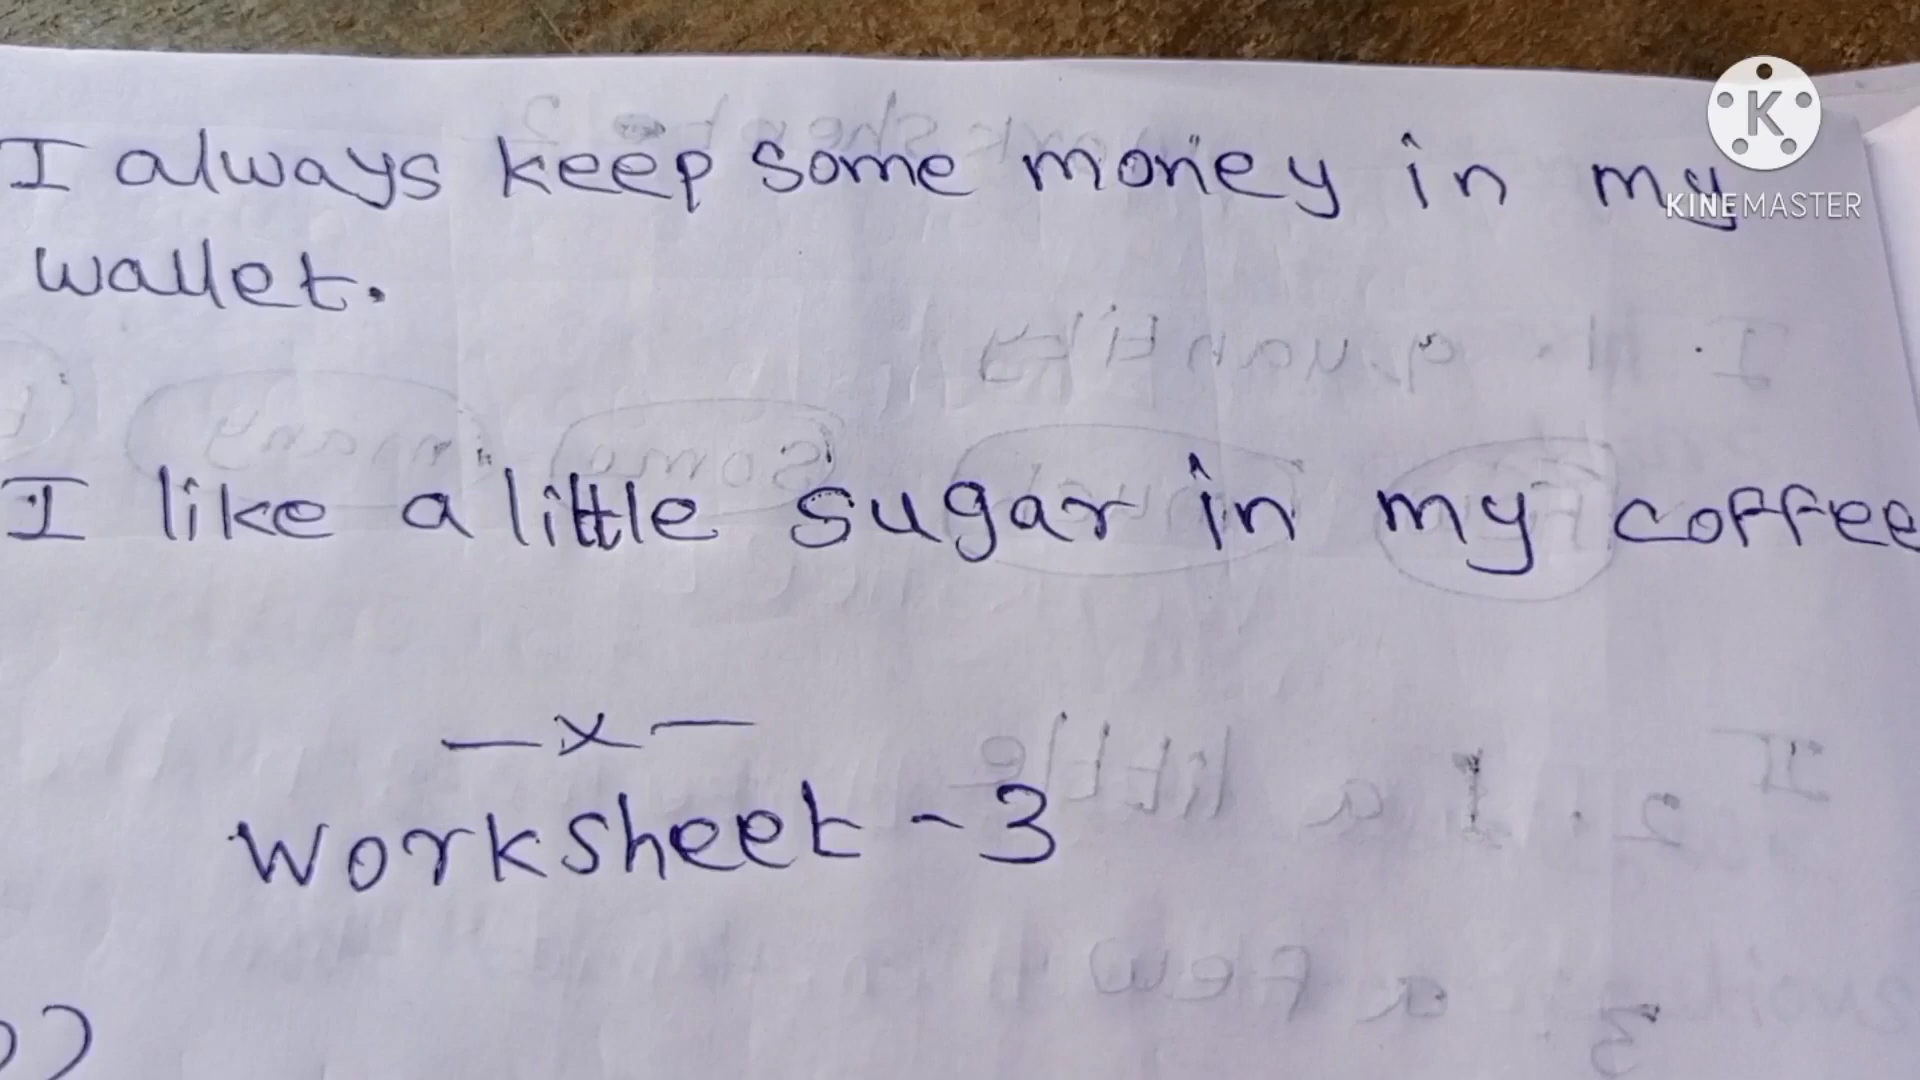 I always keep some money in my
wallet.
I like a little sugar in my coffee
—x—
Worksheet - 3
K
KINEMASTER